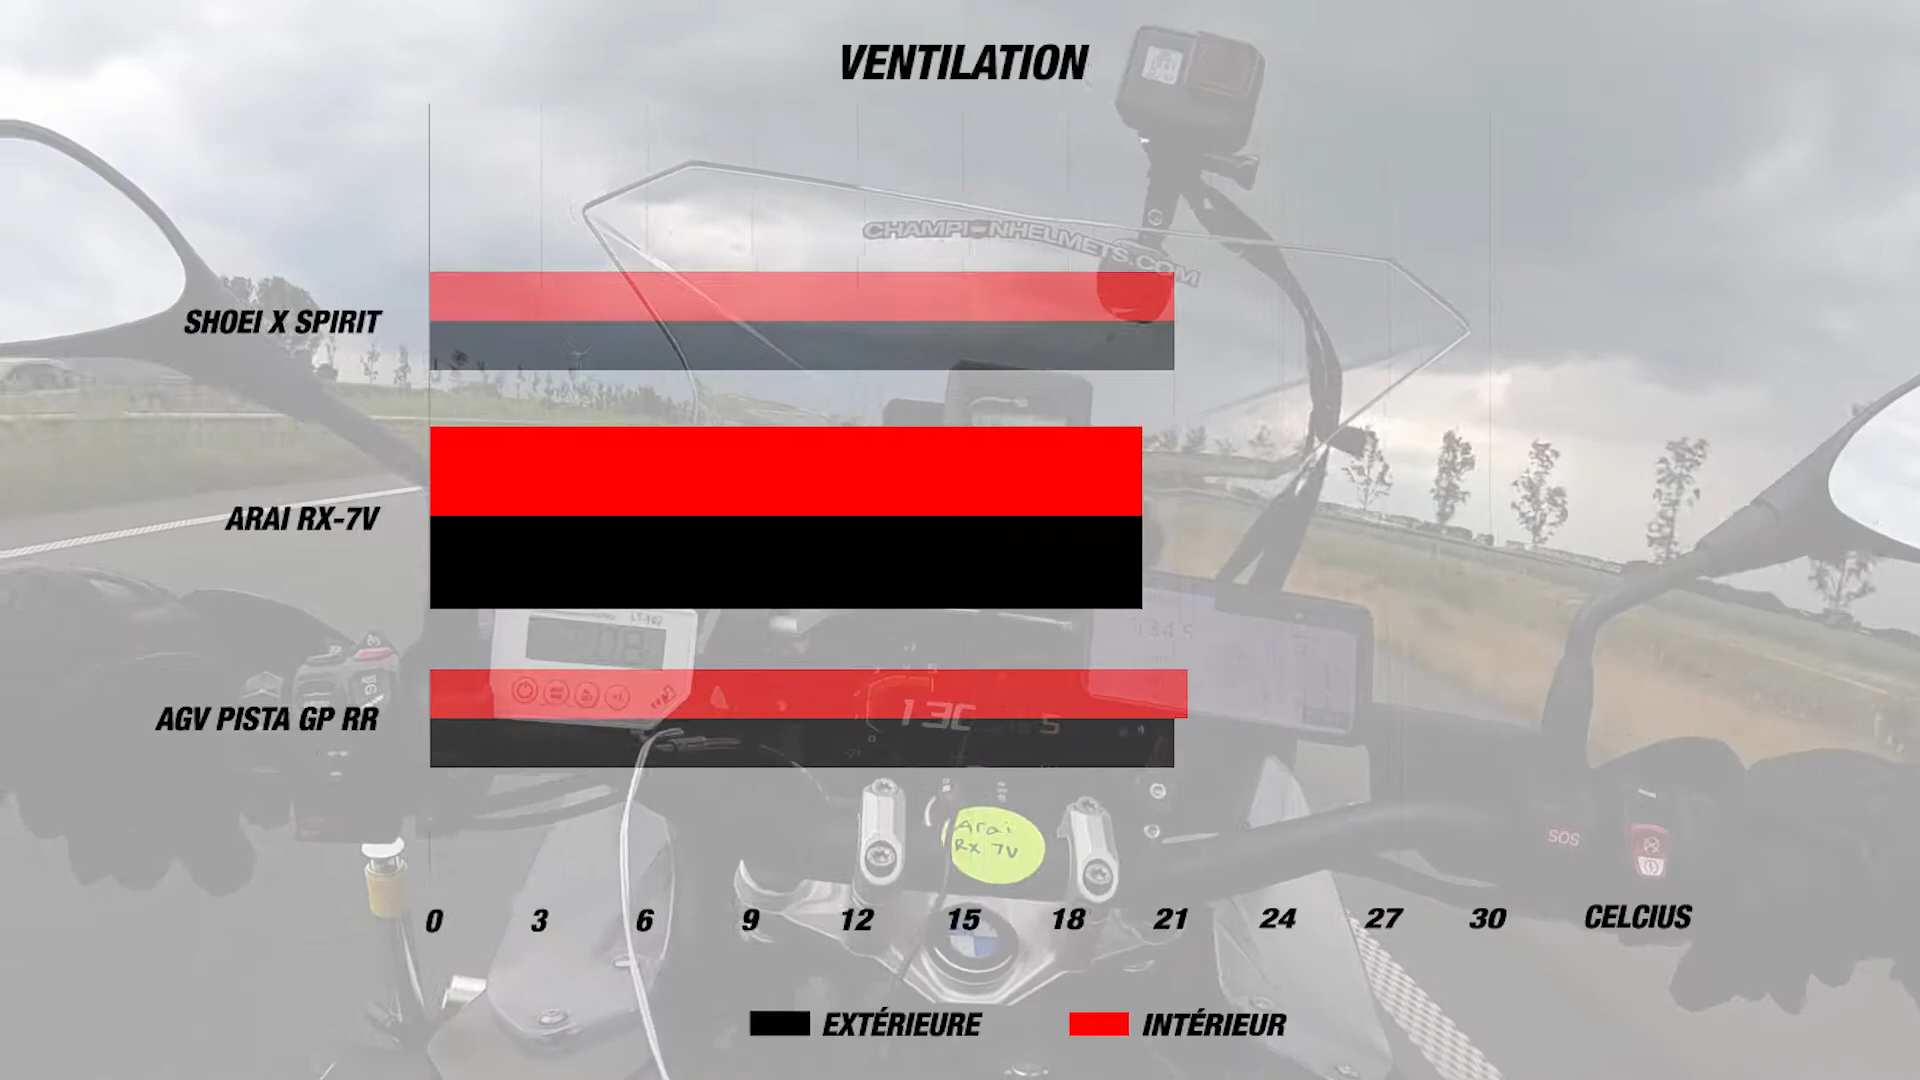 VENTILATION
CHAMPIONHELMETS.COM
SHOEI X SPIRIT
ARAI RX-7V
AGV PISTA GP RR
Arai
RX 7V
SOS
0 3 6 9 12 15 18 21 24 27 30 CELCIUS
EXTÉRIEURE INTÉRIEUR